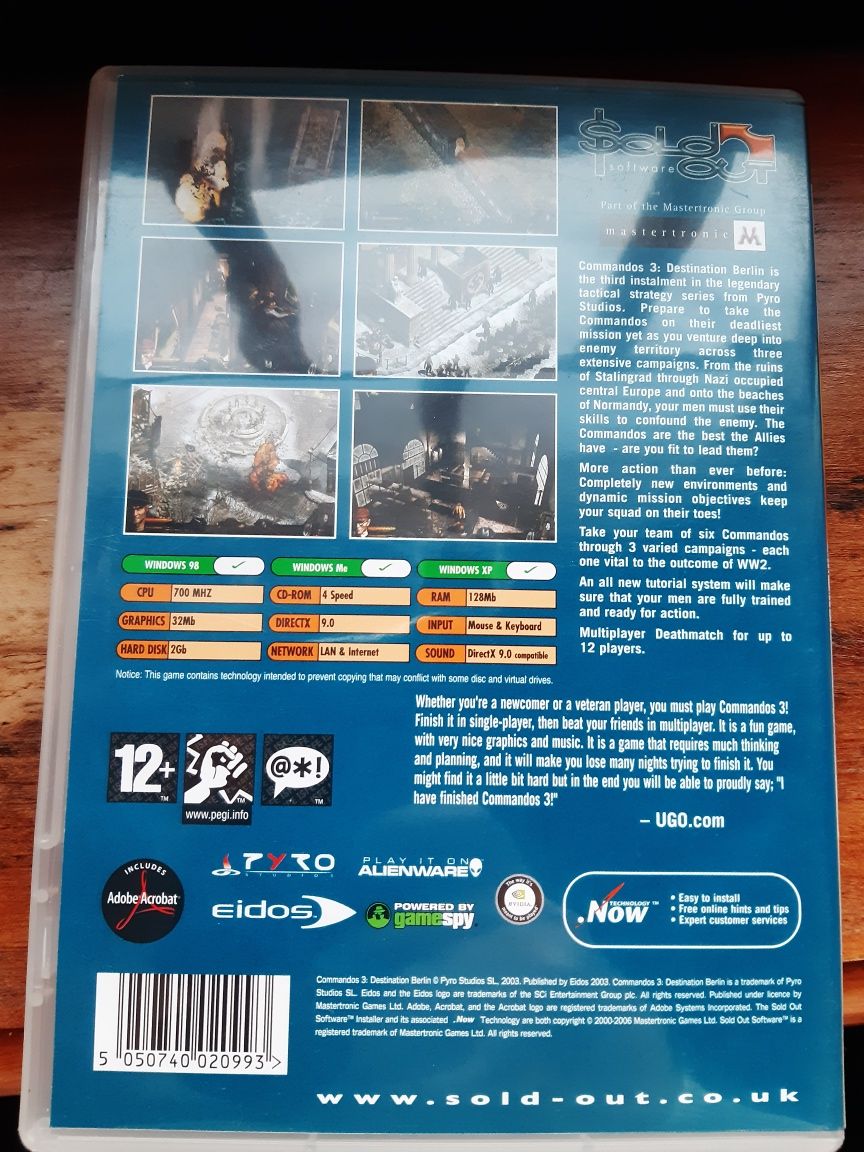 $OLD
software OUT
Part of the Mastertronic Group
mastertronic M
Commandos 3: Destination Berlin is
the third instalment in the legendary
tactical strategy series from Pyro
Studios. Prepare to take the
Commandos on their deadliest
mission yet as you venture deep into
enemy territory across three
extensive campaigns. From the ruins
of Stalingrad through Nazi occupied
central Europe and onto the beaches
of Normandy, your men must use their
skills to confound the enemy. The
Commandos are the best the Allies
have - are you fit to lead them?
More action than ever before:
Completely new environments and
dynamic mission objectives keep
your squad on their toes!
Take your team of six Commandos
through 3 varied campaigns - each
one vital to the outcome of WW2.
An all new tutorial system will make
sure that your men are fully trained
and ready for action.
Multiplayer Deathmatch for up to
12 players.
WINDOWS 98 WINDOWS Me WINDOWS XP
CPU 700 MHZ CD-ROM 4 Speed RAM 128Mb
GRAPHICS 32Mb DIRECTX 9.0 INPUT Mouse & Keyboard
HARD DISK 2Gb NETWORK LAN & Internet SOUND DirectX 9.0 compatible
Notice: This game contains technology intended to prevent copying that may conflict with some disc and virtual drives.
Whether you're a newcomer or a veteran player, you must play Commandos 3!
Finish it in single-player, then beat your friends in multiplayer. It is a fun game,
with very nice graphics and music. It is a game that requires much thinking
and planning, and it will make you lose many nights trying to finish it. You
might find it a little bit hard but in the end you will be able to proudly say; "I
have finished Commandos 3!"
– UGO.com
12+ ™ ™ @*! ™
www.pegi.info
INCLUDES
Adobe Acrobat
PYRO
STUDIOS
PLAY IT ON
ALIENWARE
eidos
POWERED BY
gamespy
The way it's
NVIDIA
meant to be played
.Now TECHNOLOGY ™
• Easy to install
• Free online hints and tips
• Expert customer services
Commandos 3: Destination Berlin © Pyro Studios SL, 2003. Published by Eidos 2003. Commandos 3: Destination Berlin is a trademark of Pyro
Studios SL. Eidos and the Eidos logo are trademarks of the SCi Entertainment Group plc. All rights reserved. Published under licence by
Mastertronic Games Ltd. Adobe, Acrobat, and the Acrobat logo are registered trademarks of Adobe Systems Incorporated. The Sold Out
Software™ Installer and its associated .Now Technology are both copyright © 2000-2006 Mastertronic Games Ltd. Sold Out Software™ is a
registered trademark of Mastertronic Games Ltd. All rights reserved.
5 050740 020993 >
www.sold-out.co.uk